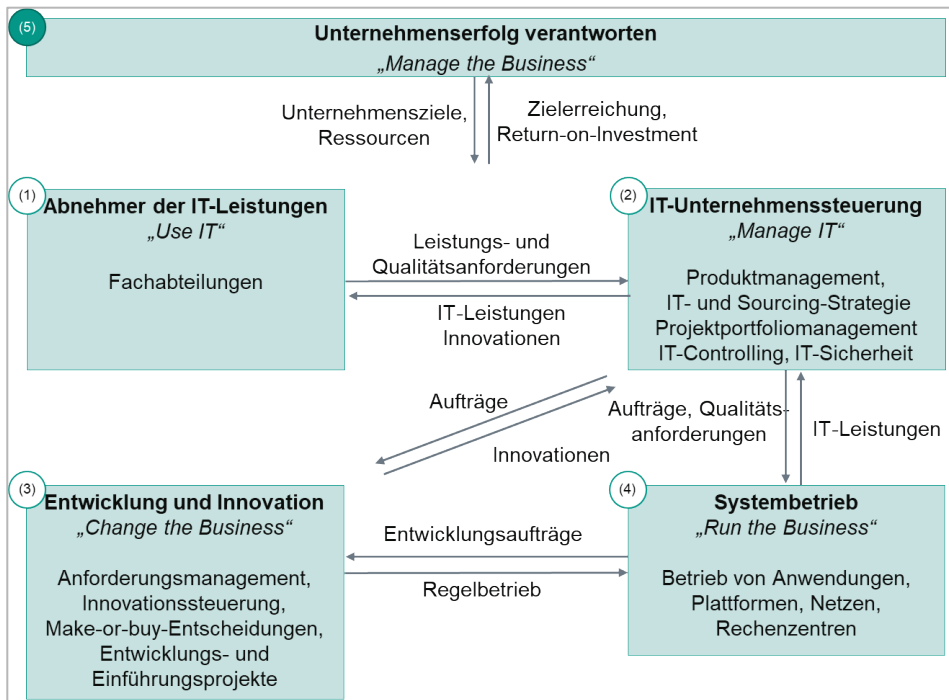 (5)
Unternehmenserfolg verantworten
„Manage the Business“
Unternehmensziele,
Ressourcen
Zielerreichung,
Return-on-Investment
(1)
Abnehmer der IT-Leistungen
„Use IT“
Fachabteilungen
Leistungs- und
Qualitätsanforderungen
IT-Leistungen
Innovationen
(2)
IT-Unternehmenssteuerung
„Manage IT“
Produktmanagement,
IT- und Sourcing-Strategie
Projektportfoliomanagement
IT-Controlling, IT-Sicherheit
Aufträge
Innovationen
Aufträge, Qualitäts-
anforderungen
IT-Leistungen
(3)
Entwicklung und Innovation
„Change the Business“
Anforderungsmanagement,
Innovationssteuerung,
Make-or-buy-Entscheidungen,
Entwicklungs- und
Einführungsprojekte
Entwicklungsaufträge
Regelbetrieb
(4)
Systembetrieb
„Run the Business“
Betrieb von Anwendungen,
Plattformen, Netzen,
Rechenzentren